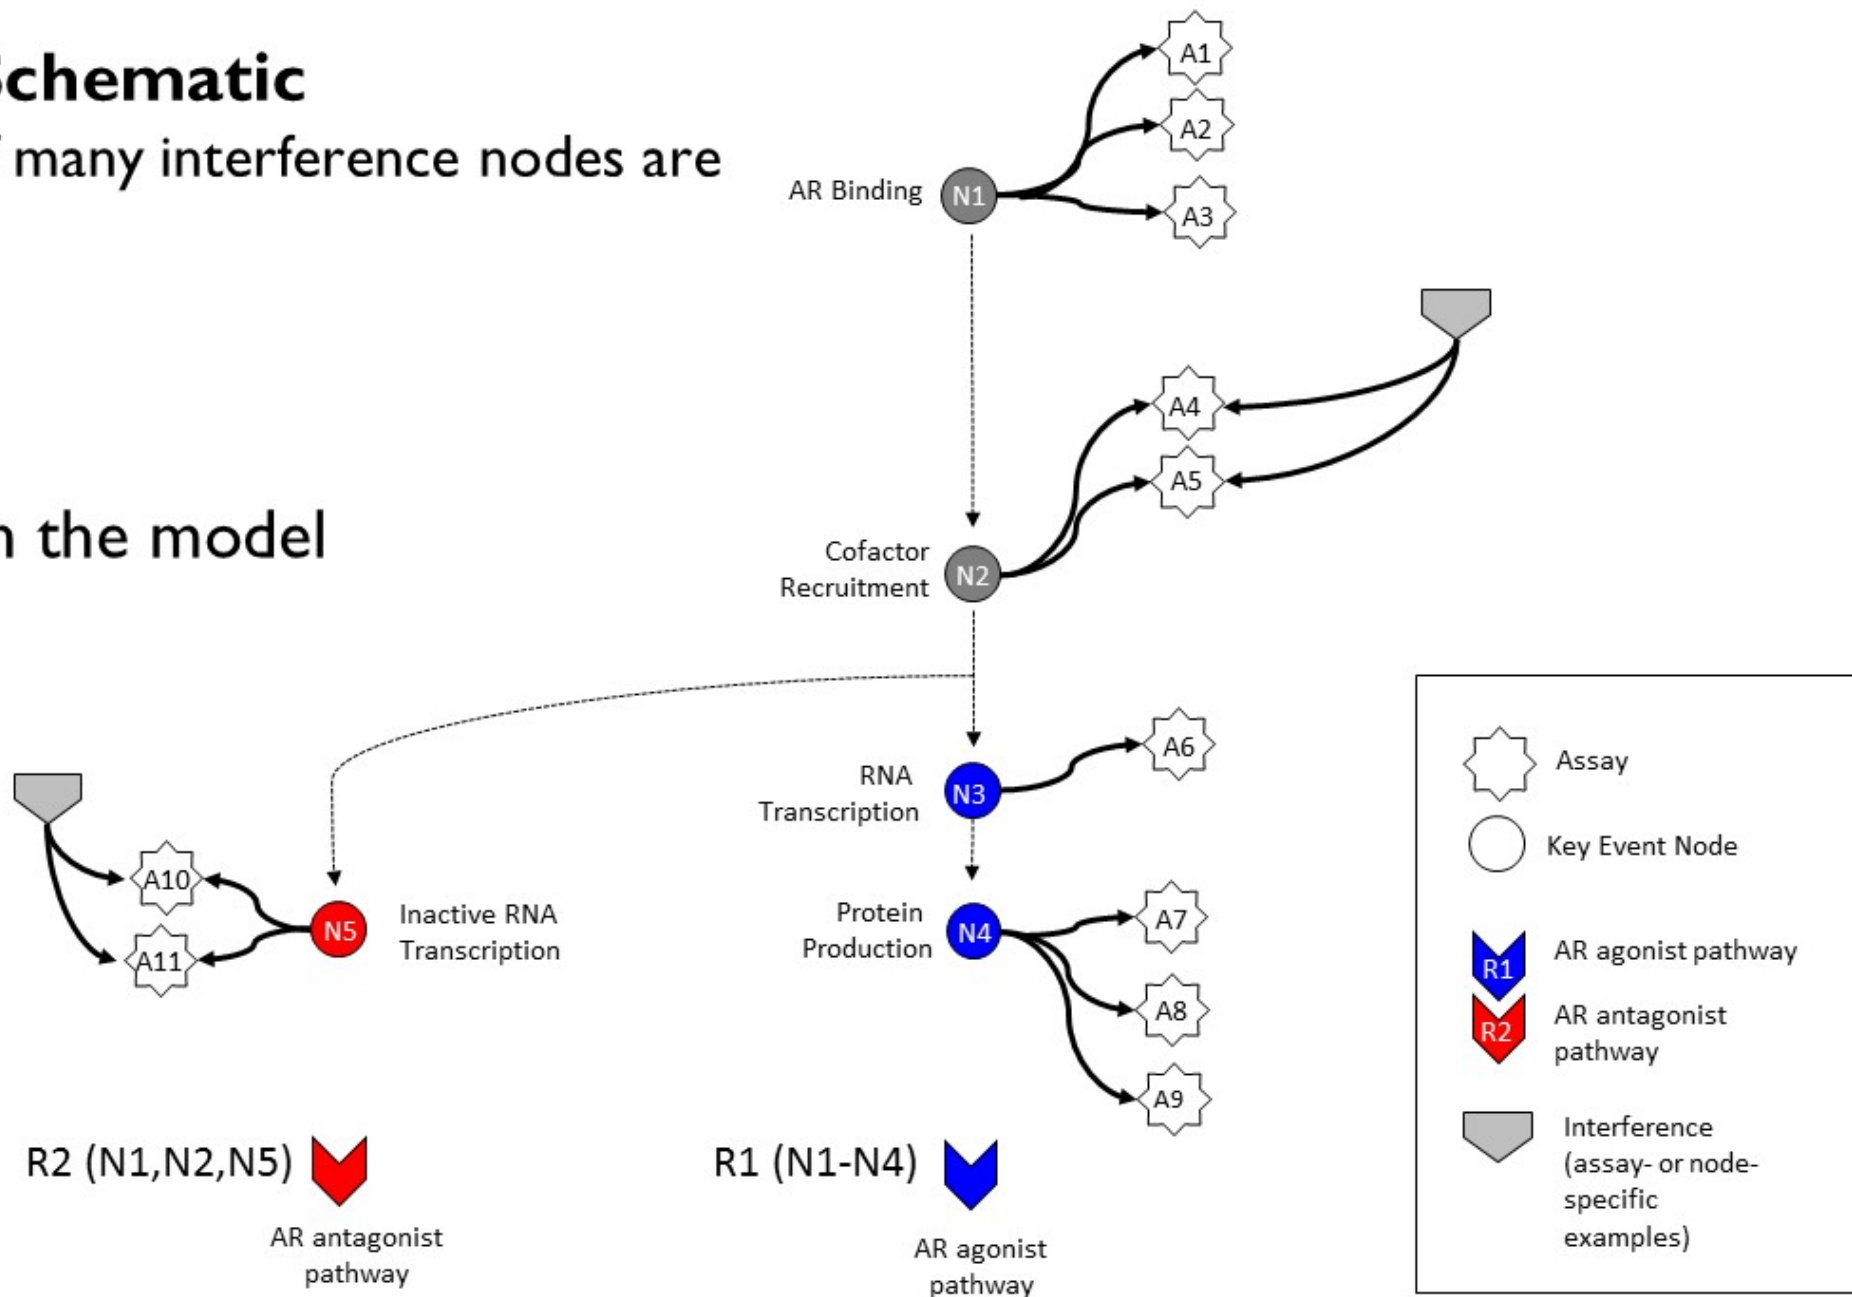 Schematic
many interference nodes are
the model
A1
A2
AR Binding
N1
A3
A4
A5
Cofactor
Recruitment
N2
A6
RNA
Transcription
N3
A10
A11
N5
Inactive RNA
Transcription
Protein
Production
N4
A7
A8
A9
R2 (N1,N2,N5)
AR antagonist
pathway
R1 (N1-N4)
AR agonist
pathway
Assay
Key Event Node
R1
AR agonist pathway
R2
AR antagonist
pathway
Interference
(assay- or node-
specific
examples)